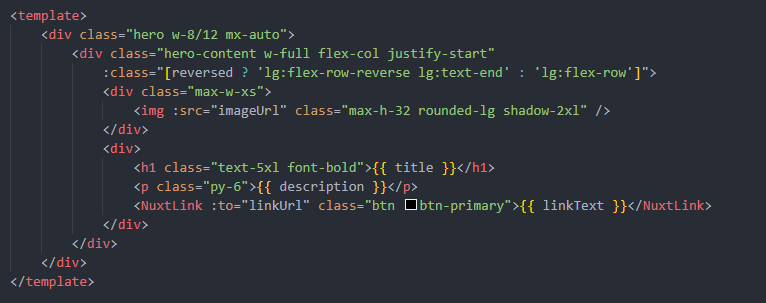 <template>
    <div class="hero w-8/12 mx-auto">
        <div class="hero-content w-full flex-col justify-start"
            :class="[reversed ? 'lg:flex-row-reverse lg:text-end' : 'lg:flex-row']">
            <div class="max-w-xs">
                <img :src="imageUrl" class="max-h-32 rounded-lg shadow-2xl" />
            </div>
            <div>
                <h1 class="text-5xl font-bold">{{ title }}</h1>
                <p class="py-6">{{ description }}</p>
                <NuxtLink :to="linkUrl" class="btn btn-primary">{{ linkText }}</NuxtLink>
            </div>
        </div>
    </div>
</template>